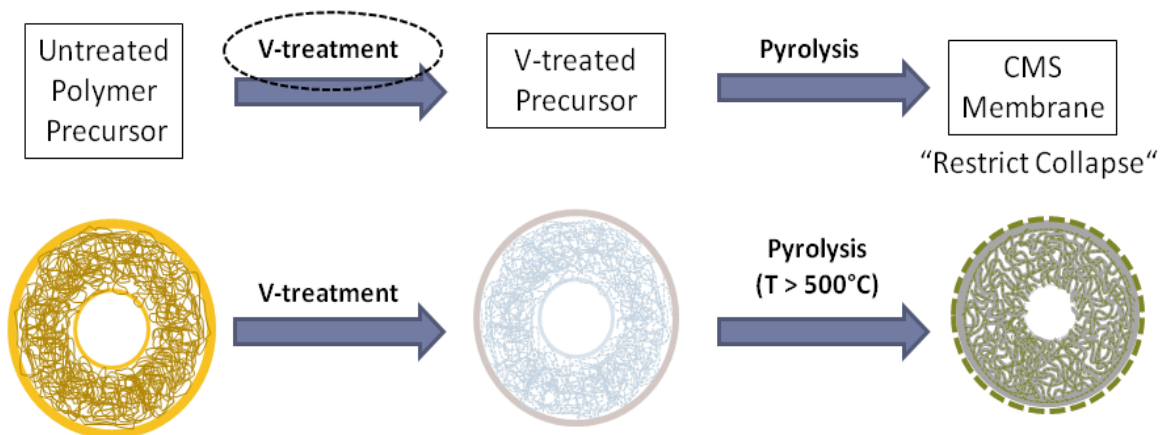 Untreated
Polymer
Precursor
V-treatment
V-treated
Precursor
Pyrolysis
CMS
Membrane
“Restrict Collapse“
V-treatment
Pyrolysis
(T > 500°C)